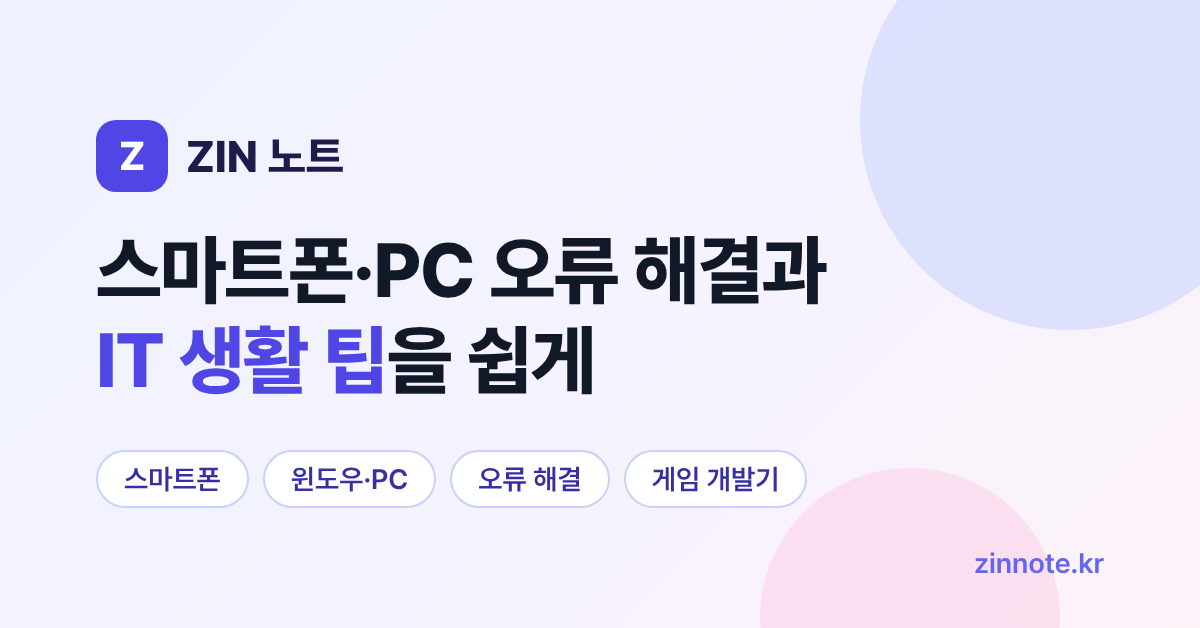 Z
ZIN 노트
스마트폰·PC 오류 해결과
IT 생활 팁을 쉽게
스마트폰
윈도우·PC
오류 해결
게임 개발기
zinnote.kr